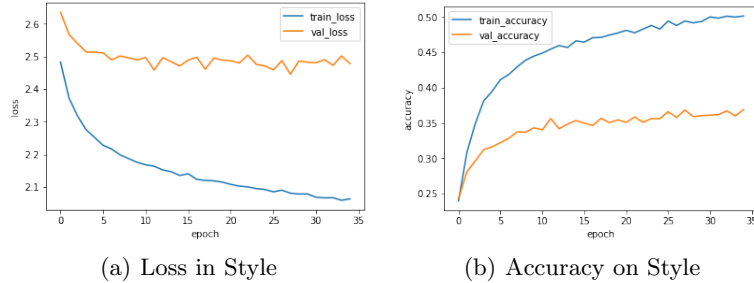 train_loss
val_loss
2.6
2.5
2.4
2.3
2.2
2.1
loss
0 5 10 15 20 25 30 35
epoch
(a) Loss in Style
train_accuracy
val_accuracy
0.50
0.45
0.40
0.35
0.30
0.25
accuracy
0 5 10 15 20 25 30 35
epoch
(b) Accuracy on Style